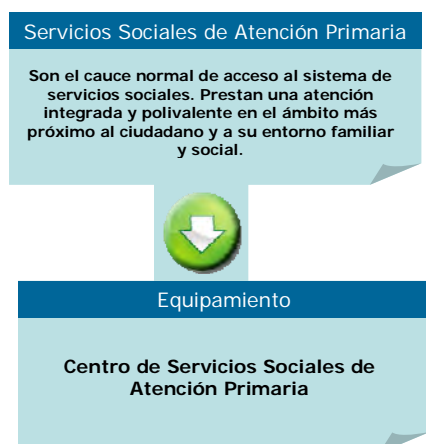 Servicios Sociales de Atención Primaria
Son el cauce normal de acceso al sistema de
servicios sociales. Prestan una atención
integrada y polivalente en el ámbito más
próximo al ciudadano y a su entorno familiar
y social.
Equipamiento
Centro de Servicios Sociales de
Atención Primaria